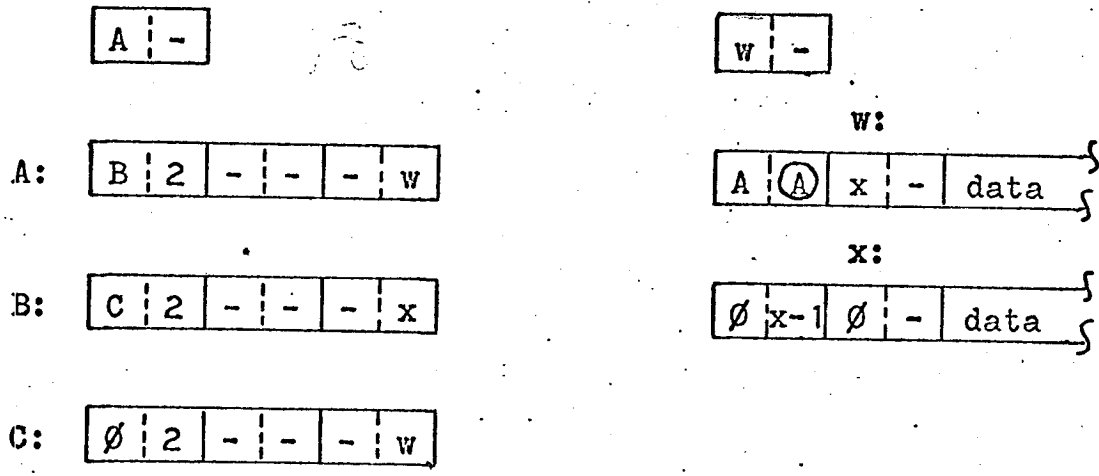 A -
w -
w:
A: B 2 - - - w
A Ⓐ x - data
x:
B: C 2 - - - x
Ø x-1 Ø - data
C: Ø 2 - - - w